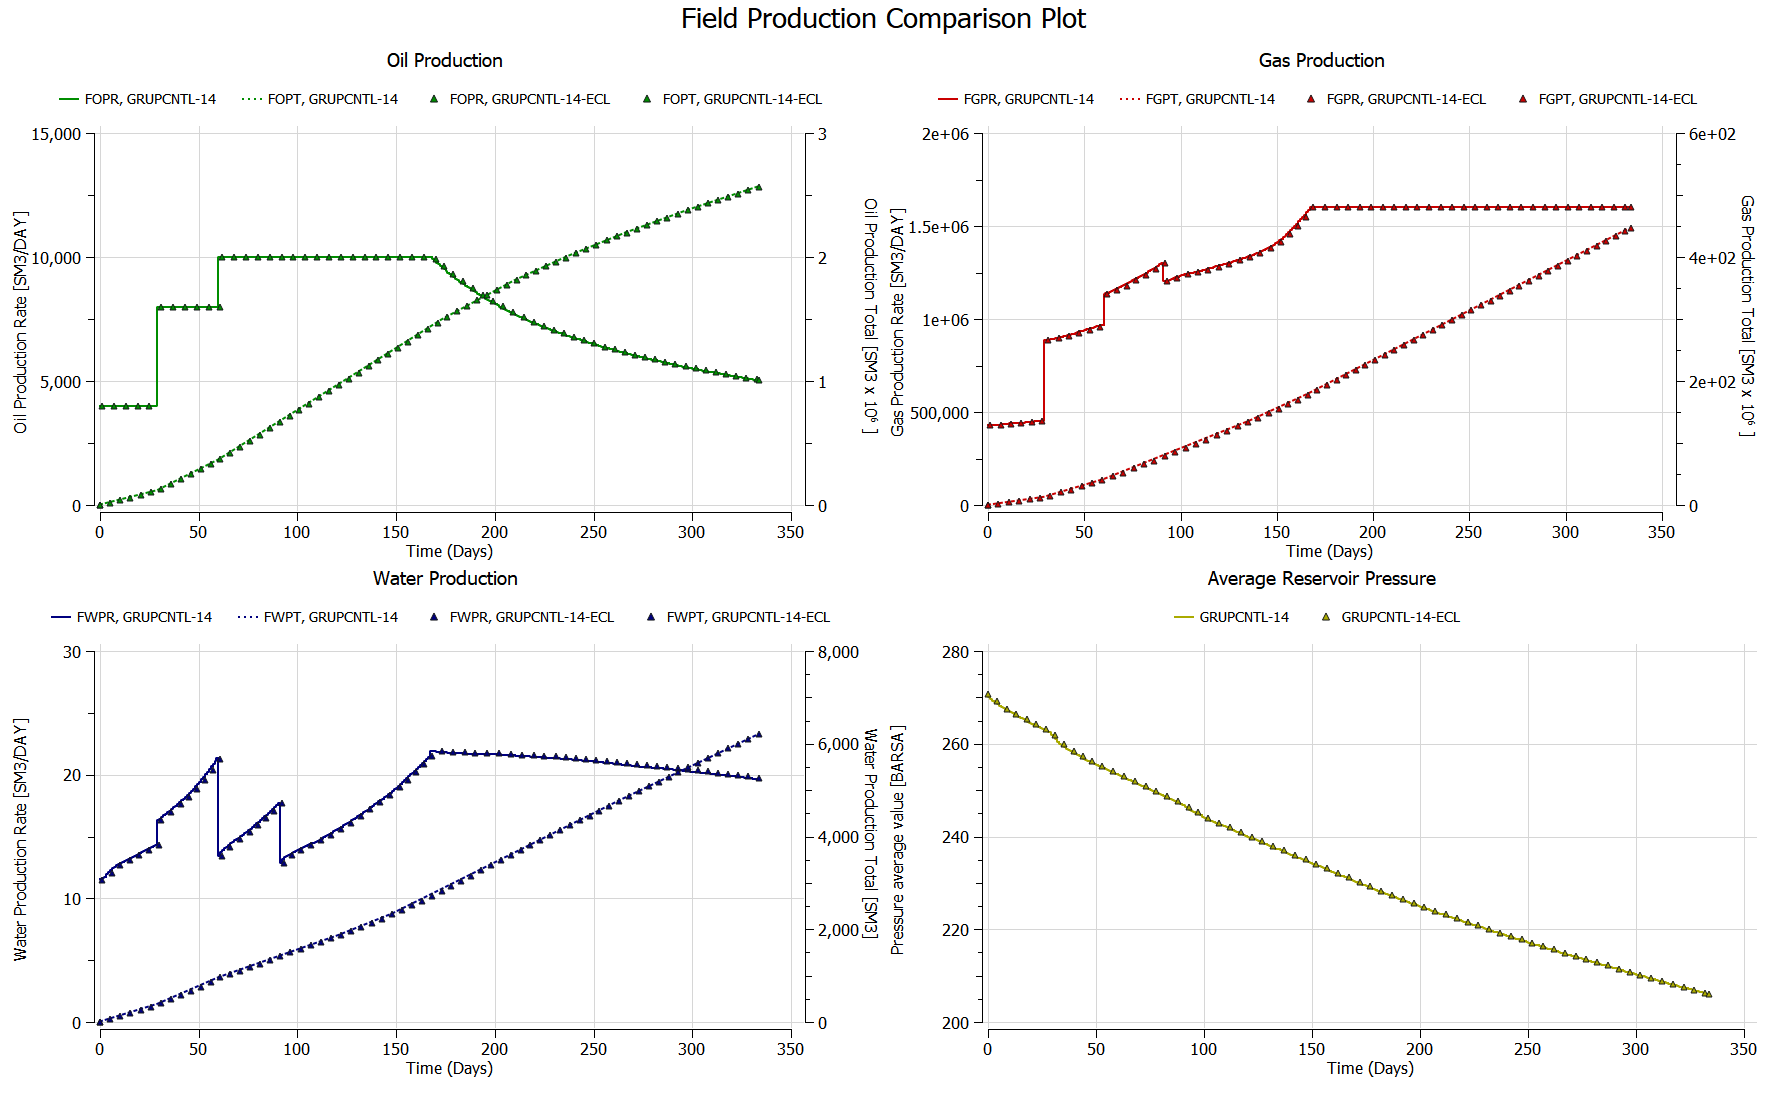 Field Production Comparison Plot
Oil Production
FOPR, GRUPCNTL-14
FOPT, GRUPCNTL-14
FOPR, GRUPCNTL-14-ECL
FOPT, GRUPCNTL-14-ECL
15,000
10,000
5,000
0
3
2
1
0
Oil Production Rate [SM3/DAY]
Oil Production Total [SM3 x 10⁶ ]
0 50 100 150 200 250 300 350
Time (Days)
Gas Production
FGPR, GRUPCNTL-14
FGPT, GRUPCNTL-14
FGPR, GRUPCNTL-14-ECL
FGPT, GRUPCNTL-14-ECL
2e+06
1.5e+06
1e+06
500,000
0
6e+02
4e+02
2e+02
0
Gas Production Rate [SM3/DAY]
Gas Production Total [SM3 x 10⁶ ]
0 50 100 150 200 250 300 350
Time (Days)
Water Production
FWPR, GRUPCNTL-14
FWPT, GRUPCNTL-14
FWPR, GRUPCNTL-14-ECL
FWPT, GRUPCNTL-14-ECL
30
20
10
0
8,000
6,000
4,000
2,000
0
Water Production Rate [SM3/DAY]
Water Production Total [SM3]
0 50 100 150 200 250 300 350
Time (Days)
Average Reservoir Pressure
GRUPCNTL-14
GRUPCNTL-14-ECL
280
260
240
220
200
Pressure average value [BARSA]
0 50 100 150 200 250 300 350
Time (Days)